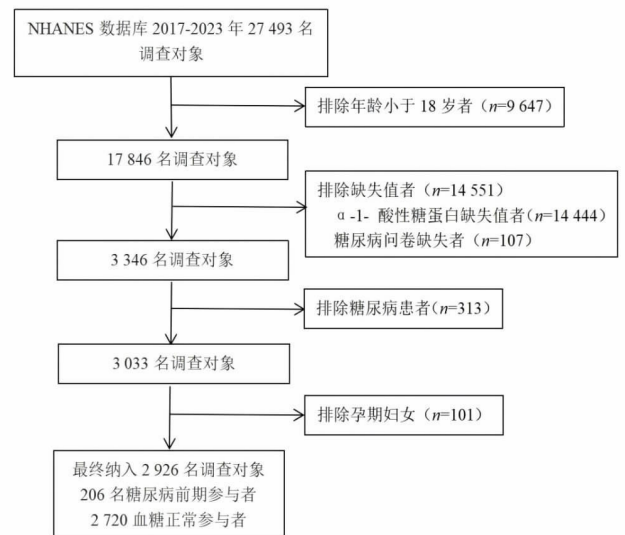 NHANES 数据库 2017-2023 年 27 493 名
调查对象
排除年龄小于 18 岁者（n=9 647）
17 846 名调查对象
排除缺失值者（n=14 551）
α-1- 酸性糖蛋白缺失值者（n=14 444）
糖尿病问卷缺失者（n=107）
3 346 名调查对象
排除糖尿病患者（n=313）
3 033 名调查对象
排除孕期妇女（n=101）
最终纳入 2 926 名调查对象
206 名糖尿病前期参与者
2 720 血糖正常参与者